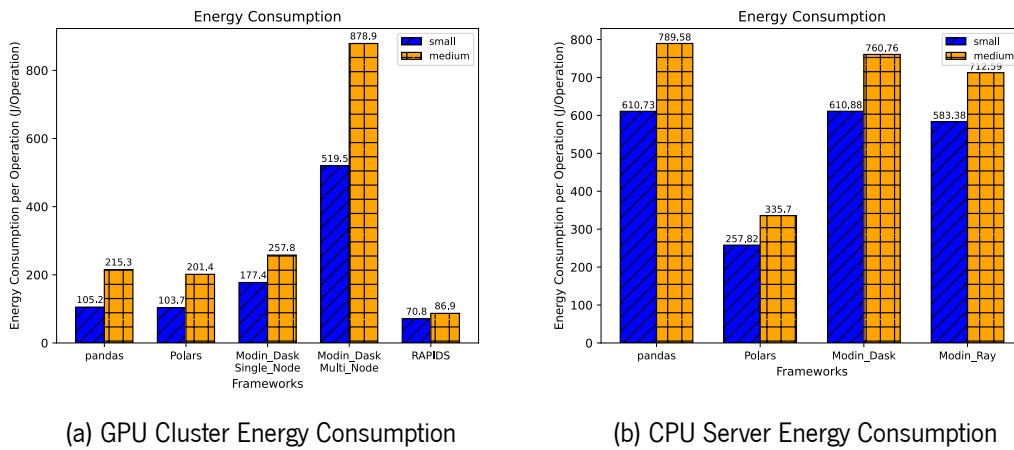 Energy Consumption
Energy Consumption per Operation (J/Operation)
800
600
400
200
0
small
medium
105.2
215.3
103.7
201.4
177.4
257.8
519.5
878.9
70.8
86.9
pandas
Polars
Modin_Dask
Single_Node
Modin_Dask
Multi_Node
RAPIDS
Frameworks
(a) GPU Cluster Energy Consumption
Energy Consumption
Energy Consumption per Operation (J/Operation)
800
700
600
500
400
300
200
100
0
small
medium
610,73
789,58
257,82
335.7
610,88
760,76
583,38
712,59
pandas
Polars
Modin_Dask
Modin_Ray
Frameworks
(b) CPU Server Energy Consumption